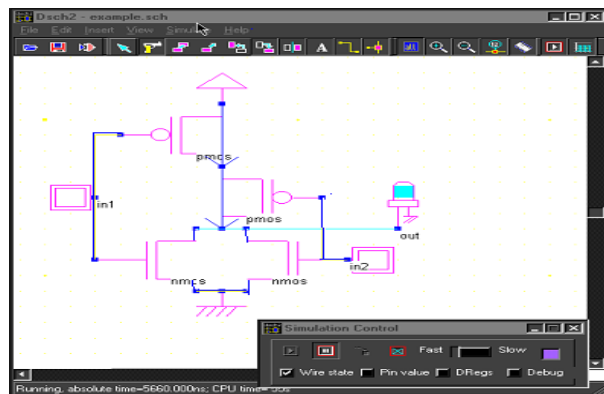 Dsch2 - example.sch
File Edit Insert View Simulate Help
A
pmos
in1
pmos
out
nmos
nmos
in2
Simulation Control
Fast Slow
Wire state Pin value DRegs Debug
Running, absolute time=5660.000ns; CPU time=